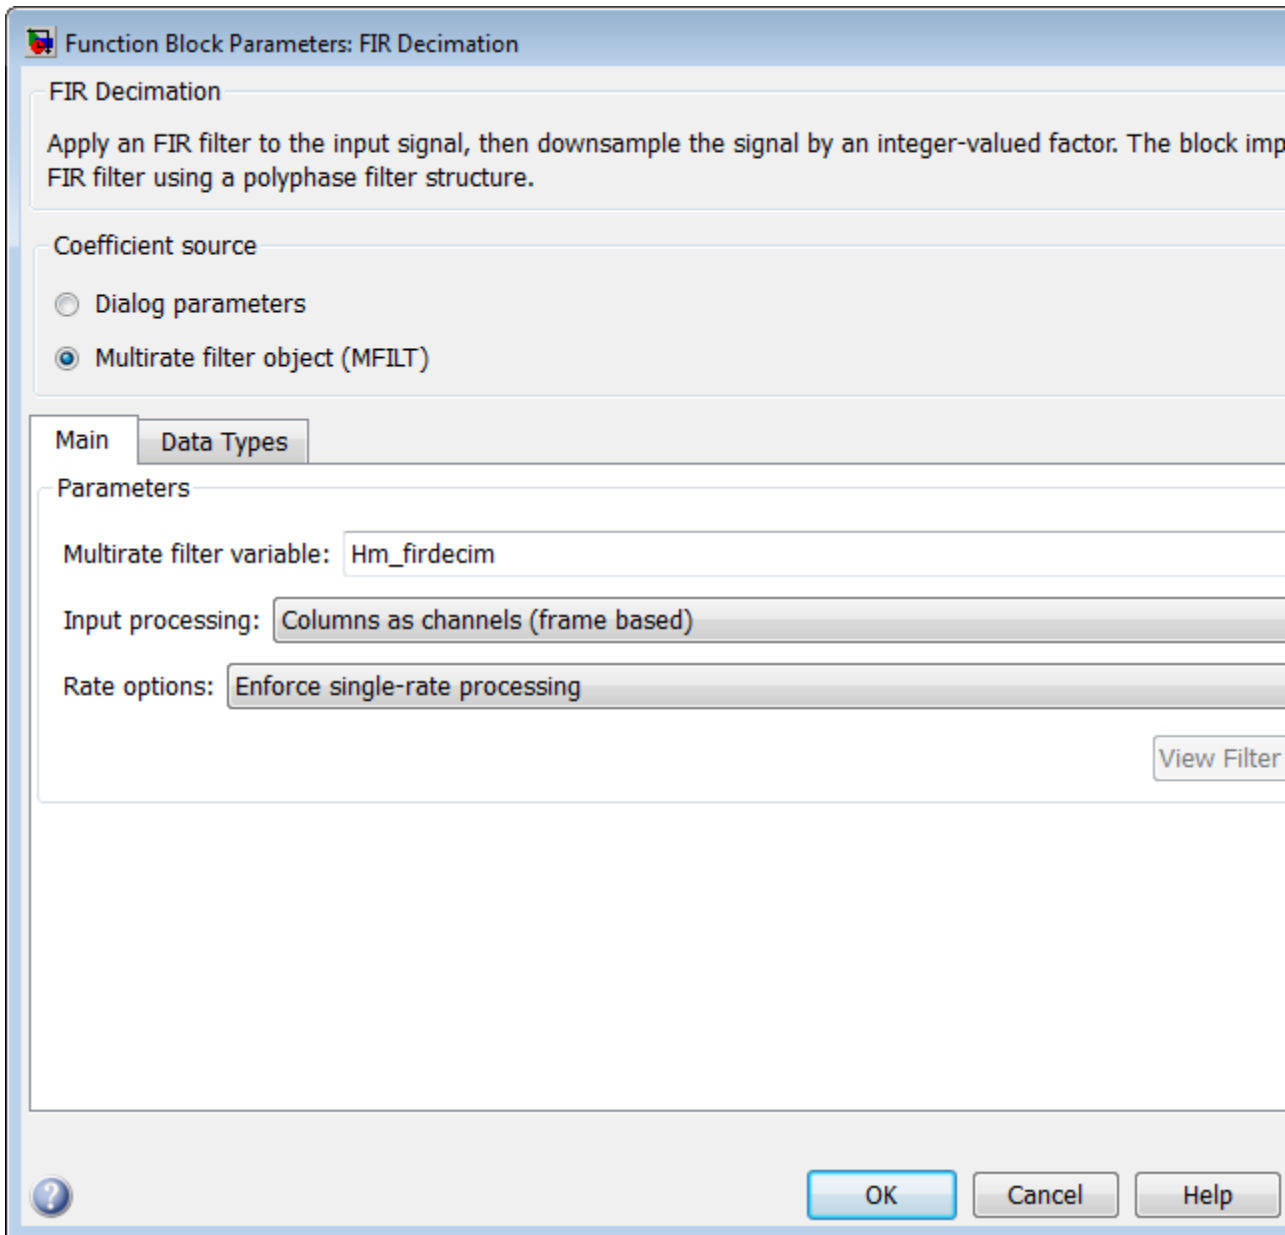 Function Block Parameters: FIR Decimation
FIR Decimation
Apply an FIR filter to the input signal, then downsample the signal by an integer-valued factor. The block imp
FIR filter using a polyphase filter structure.
Coefficient source
Dialog parameters
Multirate filter object (MFILT)
Main Data Types
Parameters
Multirate filter variable: Hm_firdecim
Input processing: Columns as channels (frame based)
Rate options: Enforce single-rate processing
View Filter
? OK Cancel Help